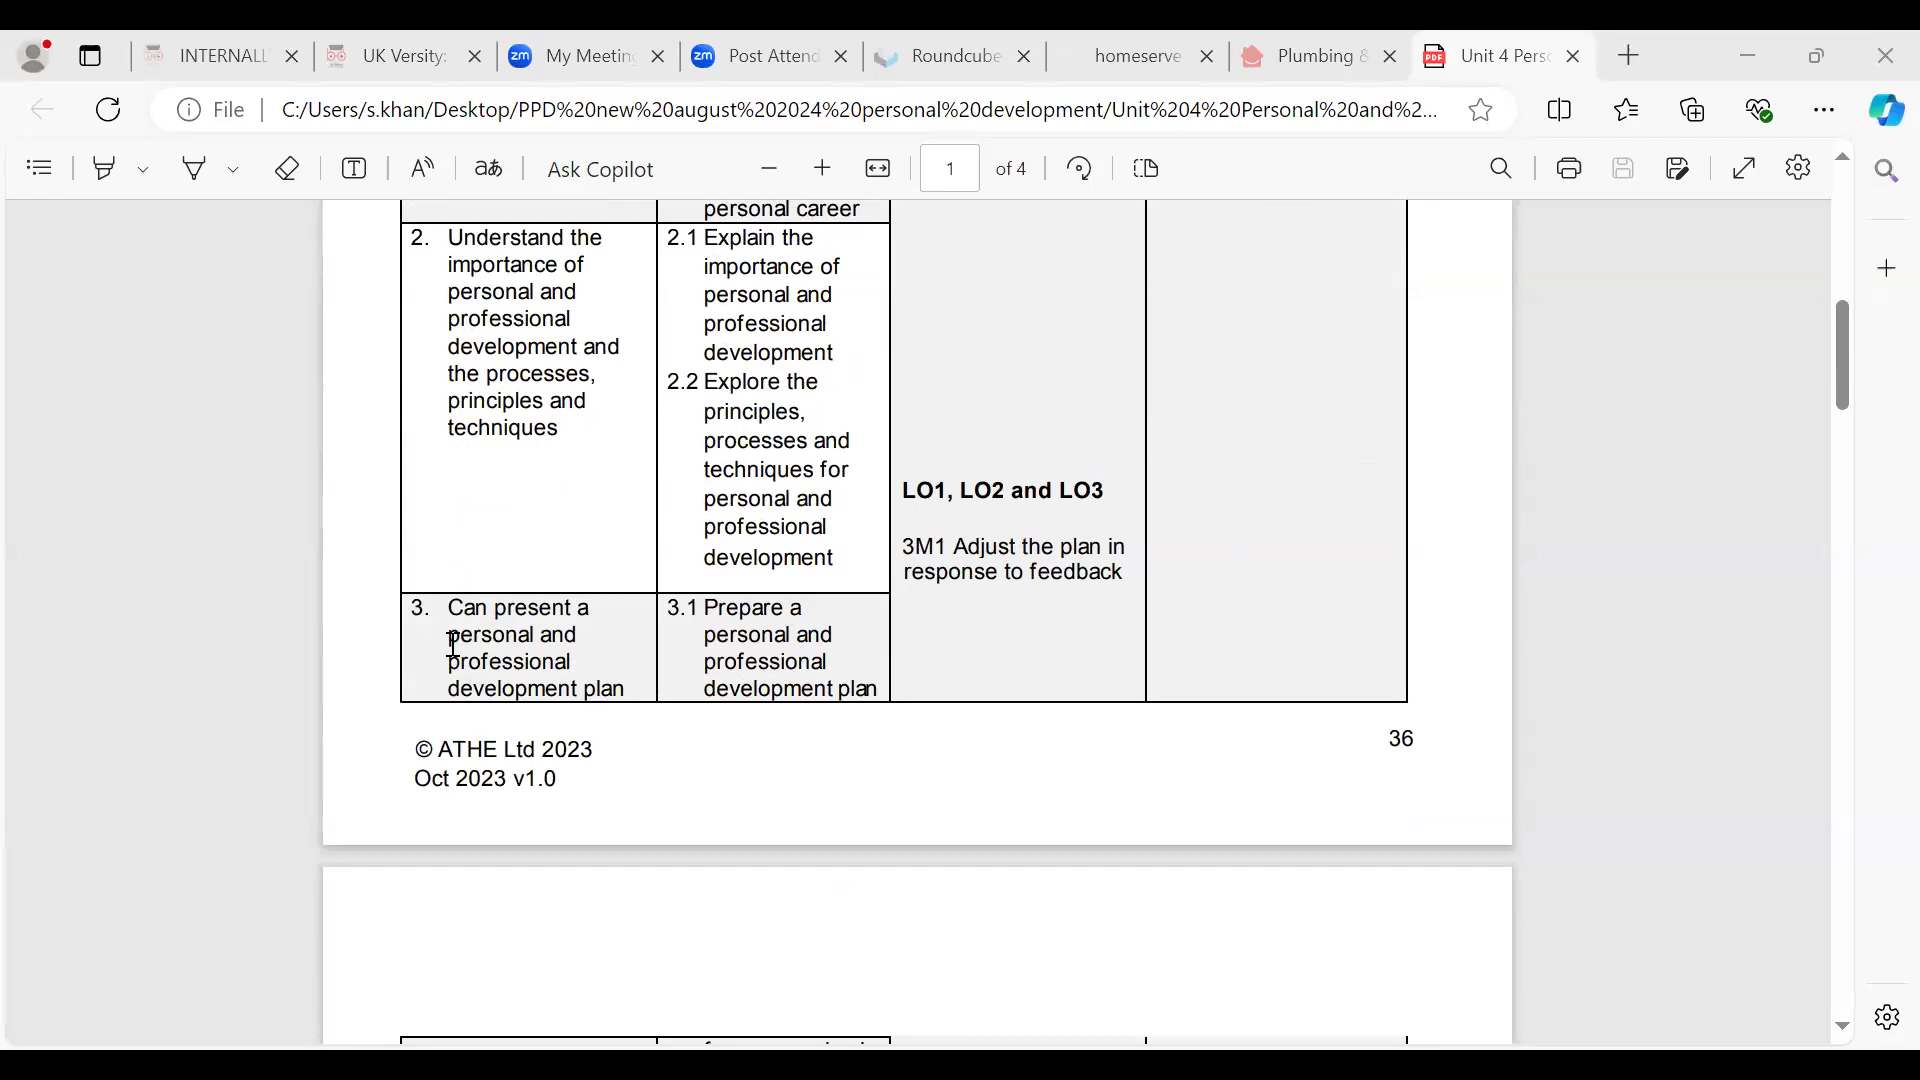 INTERNALL
UK Versity:
zm
My Meeting
zm
Post Attend
Roundcube
homeserve
Plumbing &
PDF
Unit 4 Pers
File
C:/Users/s.khan/Desktop/PPD%20new%20august%202024%20personal%20development/Unit%204%20Personal%20and%2...
Ask Copilot
1
of 4
personal career
2. Understand the
importance of
personal and
professional
development and
the processes,
principles and
techniques
2.1 Explain the
importance of
personal and
professional
development
2.2 Explore the
principles,
processes and
techniques for
personal and
professional
development
LO1, LO2 and LO3
3M1 Adjust the plan in
response to feedback
3. Can present a
personal and
professional
development plan
3.1 Prepare a
personal and
professional
development plan
© ATHE Ltd 2023
Oct 2023 v1.0
36